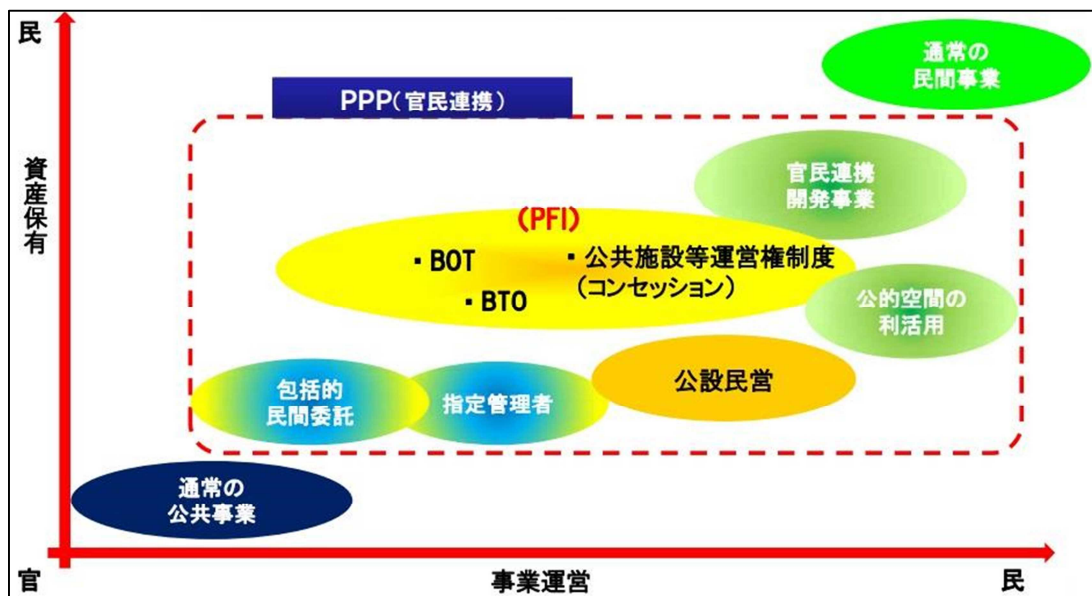 民
通常の
民間事業
PPP(官民連携)
資産保有
官民連携
開発事業
(PFI)
・BOT
・公共施設等運営権制度
(コンセッション)
・BTO
公的空間の
利活用
公設民営
包括的
民間委託
指定管理者
通常の
公共事業
官
事業運営
民